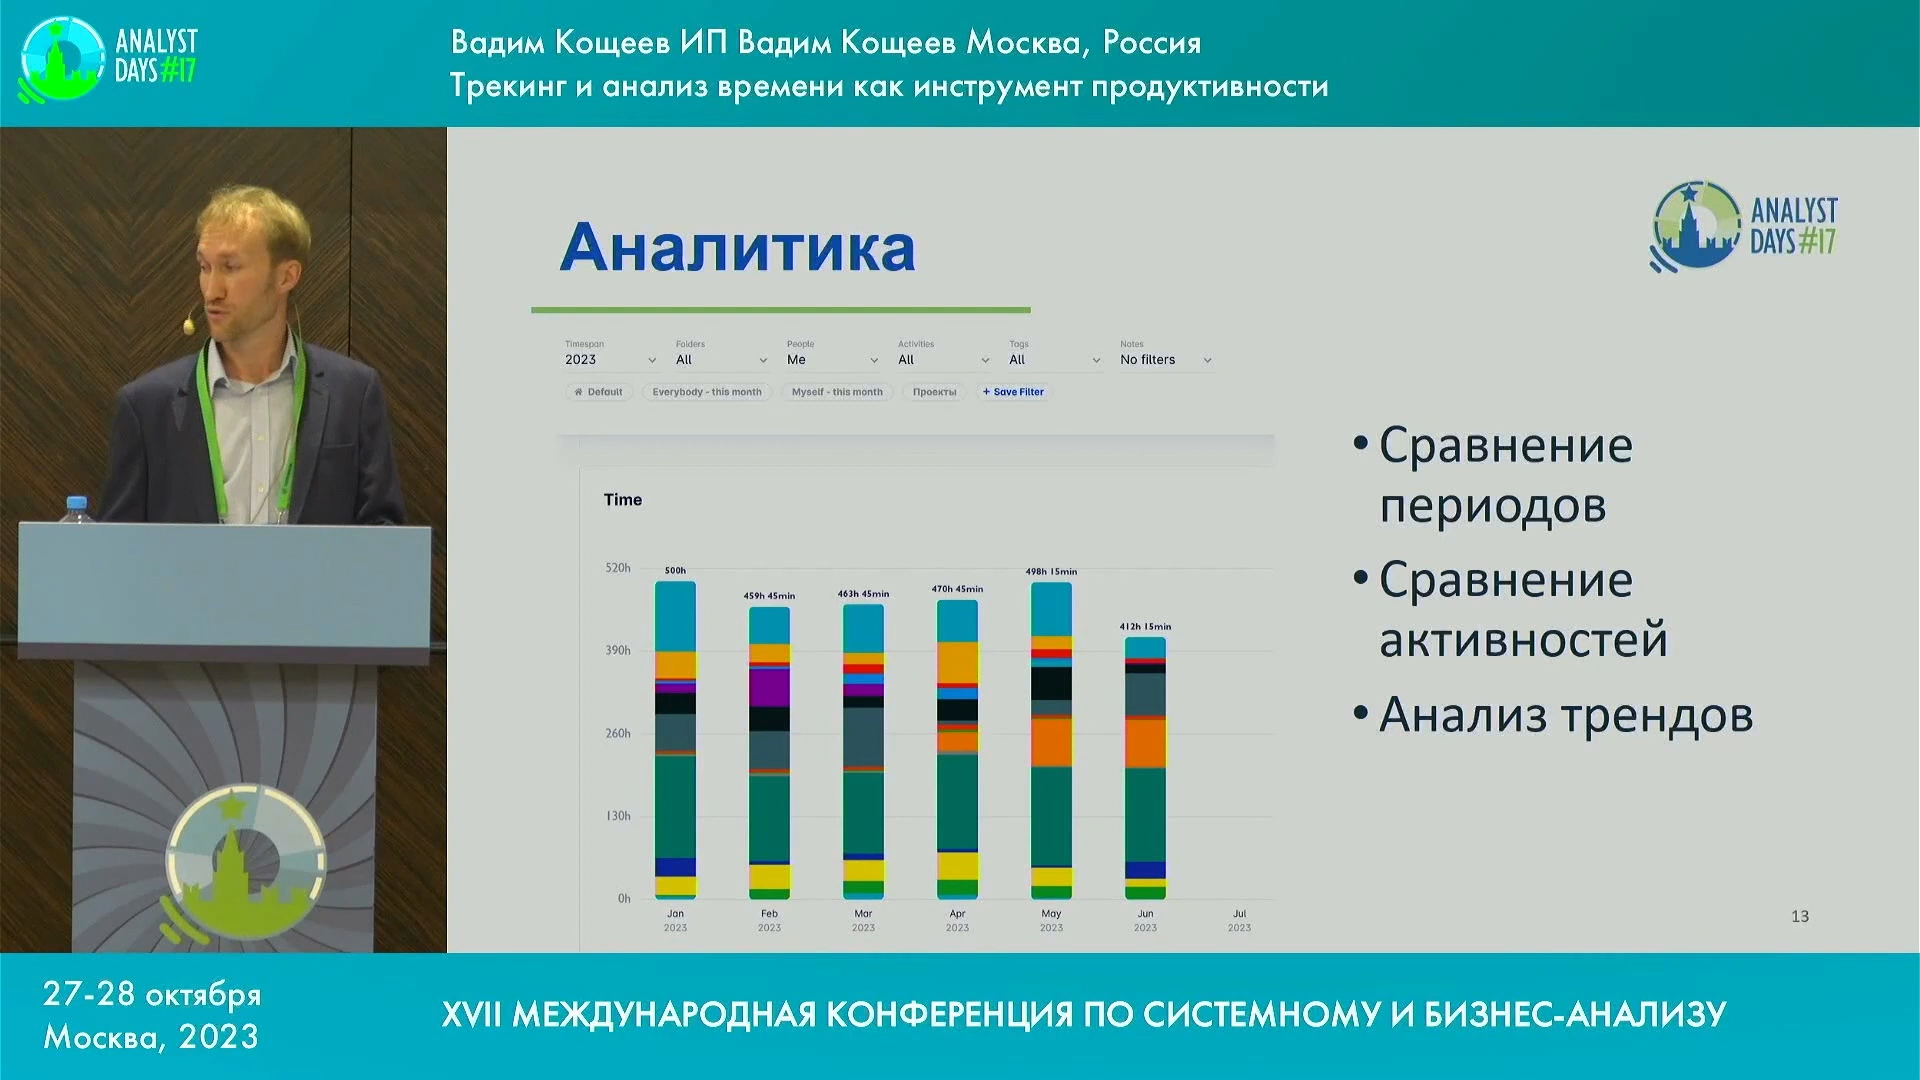 ANALYST
DAYS #17
Вадим Кощеев ИП Вадим Кощеев Москва, Россия
Трекинг и анализ времени как инструмент продуктивности
Аналитика
ANALYST
DAYS #17
Timespan
Folders
People
Activities
Tags
Notes
2023
All
Me
All
All
No filters
Default
Everybody - this month
Myself - this month
Проекты
+ Save Filter
Time
520h
390h
260h
130h
0h
500h
459h 45min
463h 45min
470h 45min
498h 15min
412h 15min
Jan
2023
Feb
2023
Mar
2023
Apr
2023
May
2023
Jun
2023
Jul
2023
• Сравнение
периодов
• Сравнение
активностей
• Анализ трендов
13
27-28 октября
Москва, 2023
XVII МЕЖДУНАРОДНАЯ КОНФЕРЕНЦИЯ ПО СИСТЕМНОМУ И БИЗНЕС-АНАЛИЗУ